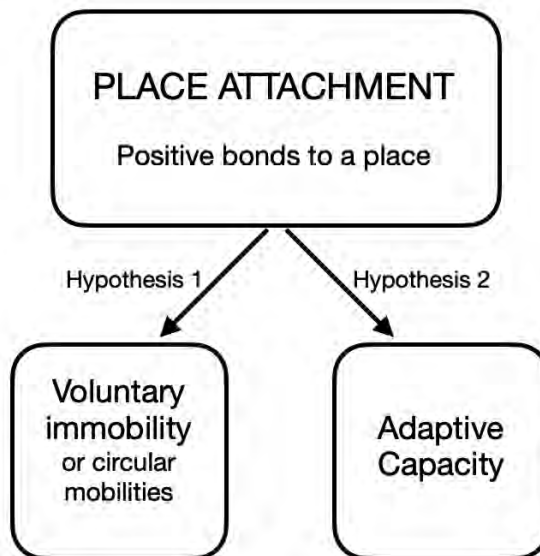 PLACE ATTACHMENT
Positive bonds to a place
Hypothesis 1
Hypothesis 2
Voluntary
immobility
or circular
mobilities
Adaptive
Capacity